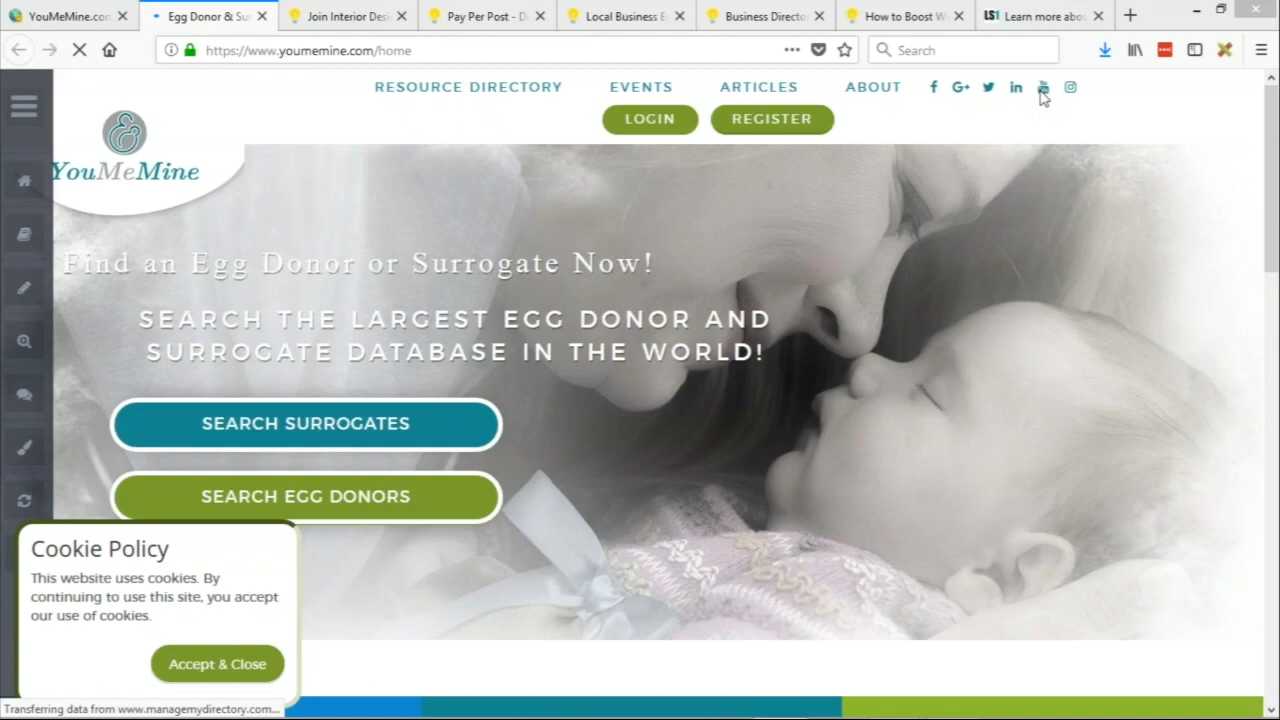 YouMeMine.com
Egg Donor & Su
Join Interior Desi
Pay Per Post - D
Local Business E
Business Directo
How to Boost W
LS1 Learn more abo
https://www.youmemine.com/home
Search
RESOURCE DIRECTORY EVENTS ARTICLES ABOUT
LOGIN REGISTER
YouMeMine
Find an Egg Donor or Surrogate Now!
SEARCH THE LARGEST EGG DONOR AND
SURROGATE DATABASE IN THE WORLD!
SEARCH SURROGATES
SEARCH EGG DONORS
Cookie Policy
This website uses cookies. By
continuing to use this site, you accept
our use of cookies.
Accept & Close
Transferring data from www.managemydirectory.com...